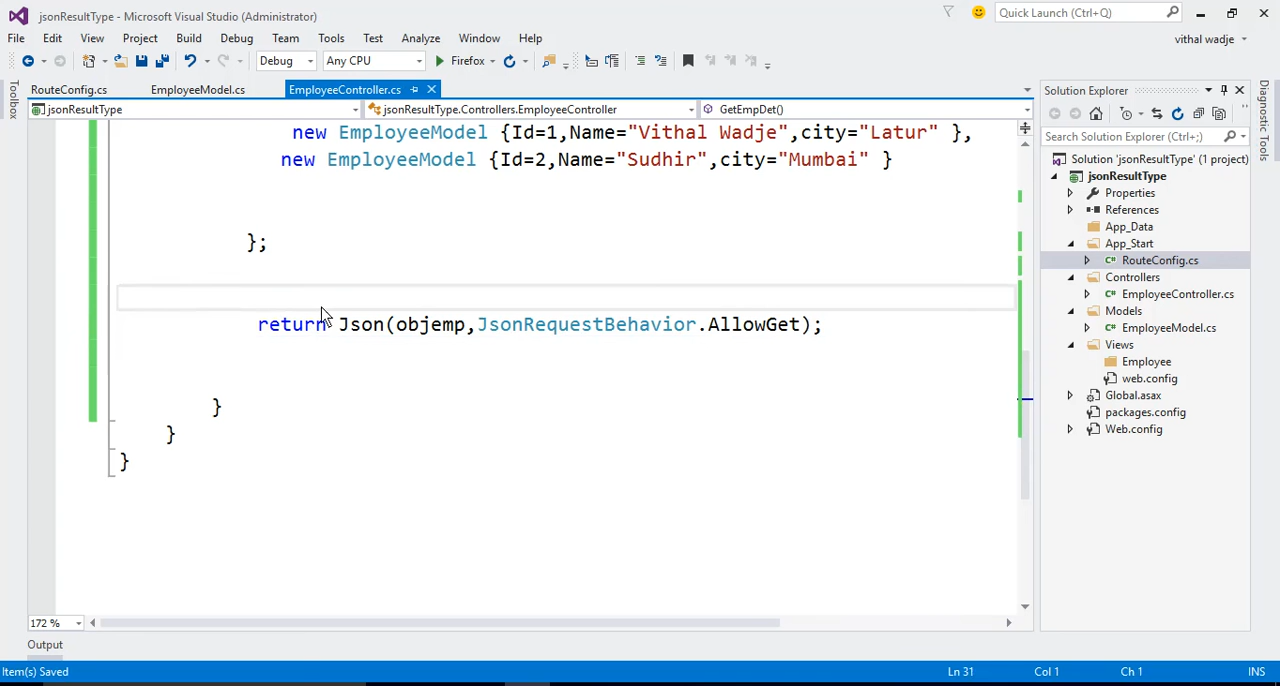 jsonResultType - Microsoft Visual Studio (Administrator)
Quick Launch (Ctrl+Q)
File Edit View Project Build Debug Team Tools Test Analyze Window Help
vithal wadje
Debug Any CPU Firefox
Toolbox
RouteConfig.cs EmployeeModel.cs EmployeeController.cs
jsonResultType jsonResultType.Controllers.EmployeeController GetEmpDet()
new EmployeeModel {Id=1,Name="Vithal Wadje",city="Latur" },
new EmployeeModel {Id=2,Name="Sudhir",city="Mumbai" }
};
return Json(objemp,JsonRequestBehavior.AllowGet);
}
}
}
172 %
Solution Explorer
Search Solution Explorer (Ctrl+;)
Solution 'jsonResultType' (1 project)
jsonResultType
Properties
References
App_Data
App_Start
RouteConfig.cs
Controllers
EmployeeController.cs
Models
EmployeeModel.cs
Views
Employee
web.config
Global.asax
packages.config
Web.config
Diagnostic Tools
Output
Item(s) Saved Ln 31 Col 1 Ch 1 INS